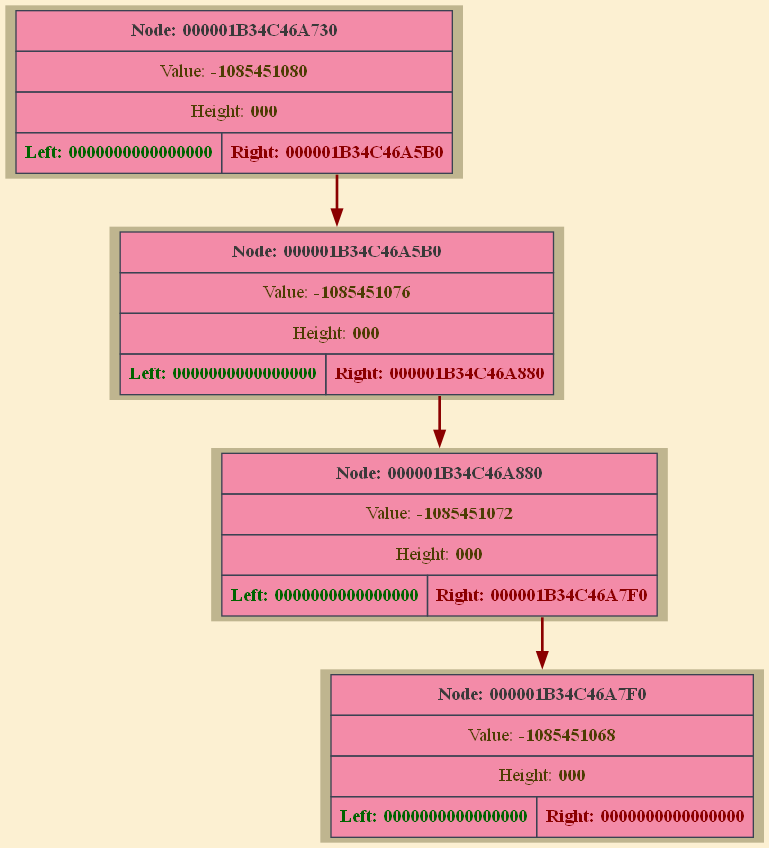 Node: 000001B34C46A730
Value: -1085451080
Height: 000
Left: 0000000000000000 Right: 000001B34C46A5B0
Node: 000001B34C46A5B0
Value: -1085451076
Height: 000
Left: 0000000000000000 Right: 000001B34C46A880
Node: 000001B34C46A880
Value: -1085451072
Height: 000
Left: 0000000000000000 Right: 000001B34C46A7F0
Node: 000001B34C46A7F0
Value: -1085451068
Height: 000
Left: 0000000000000000 Right: 0000000000000000